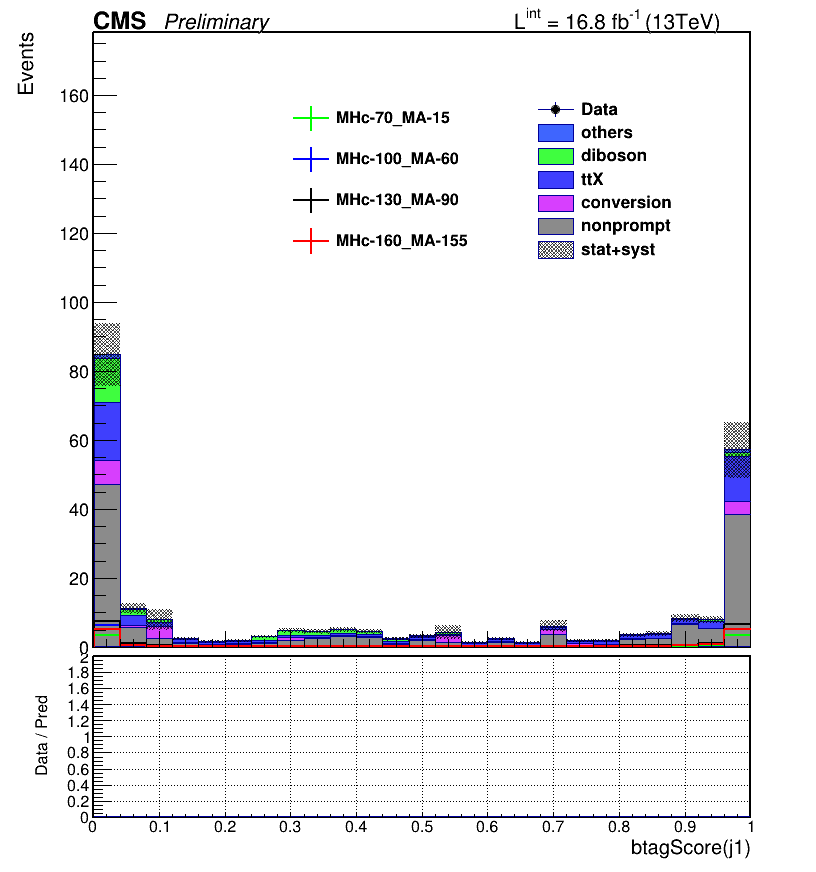 CMS Preliminary
L^int = 16.8 fb^-1 (13TeV)
Events
160
140
120
100
80
60
40
20
0
MHc-70_MA-15
MHc-100_MA-60
MHc-130_MA-90
MHc-160_MA-155
Data
others
diboson
ttX
conversion
nonprompt
stat+syst
Data / Pred
2
1.8
1.6
1.4
1.2
1
0.8
0.6
0.4
0.2
0
0 0.1 0.2 0.3 0.4 0.5 0.6 0.7 0.8 0.9 1
btagScore(j1)